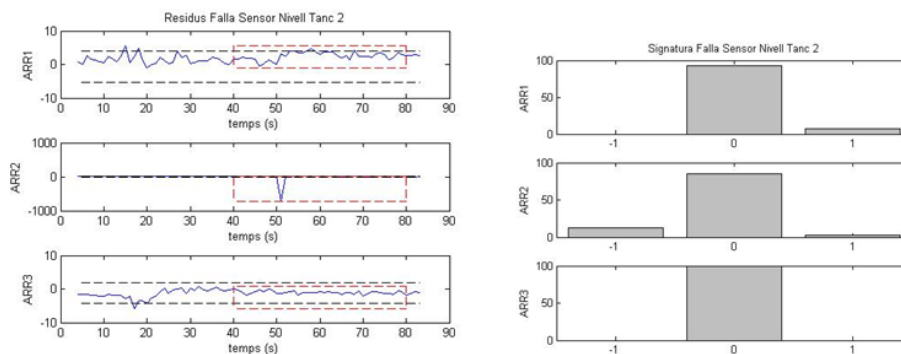 Residus Falla Sensor Nivell Tanc 2
ARR1
10
0
-10
0 10 20 30 40 50 60 70 80 90
temps (s)
ARR2
1000
0
-1000
0 10 20 30 40 50 60 70 80 90
temps (s)
ARR3
10
0
-10
0 10 20 30 40 50 60 70 80 90
temps (s)
Signatura Falla Sensor Nivell Tanc 2
ARR1
100
50
0
-1 0 1
ARR2
100
50
0
-1 0 1
ARR3
100
50
0
-1 0 1